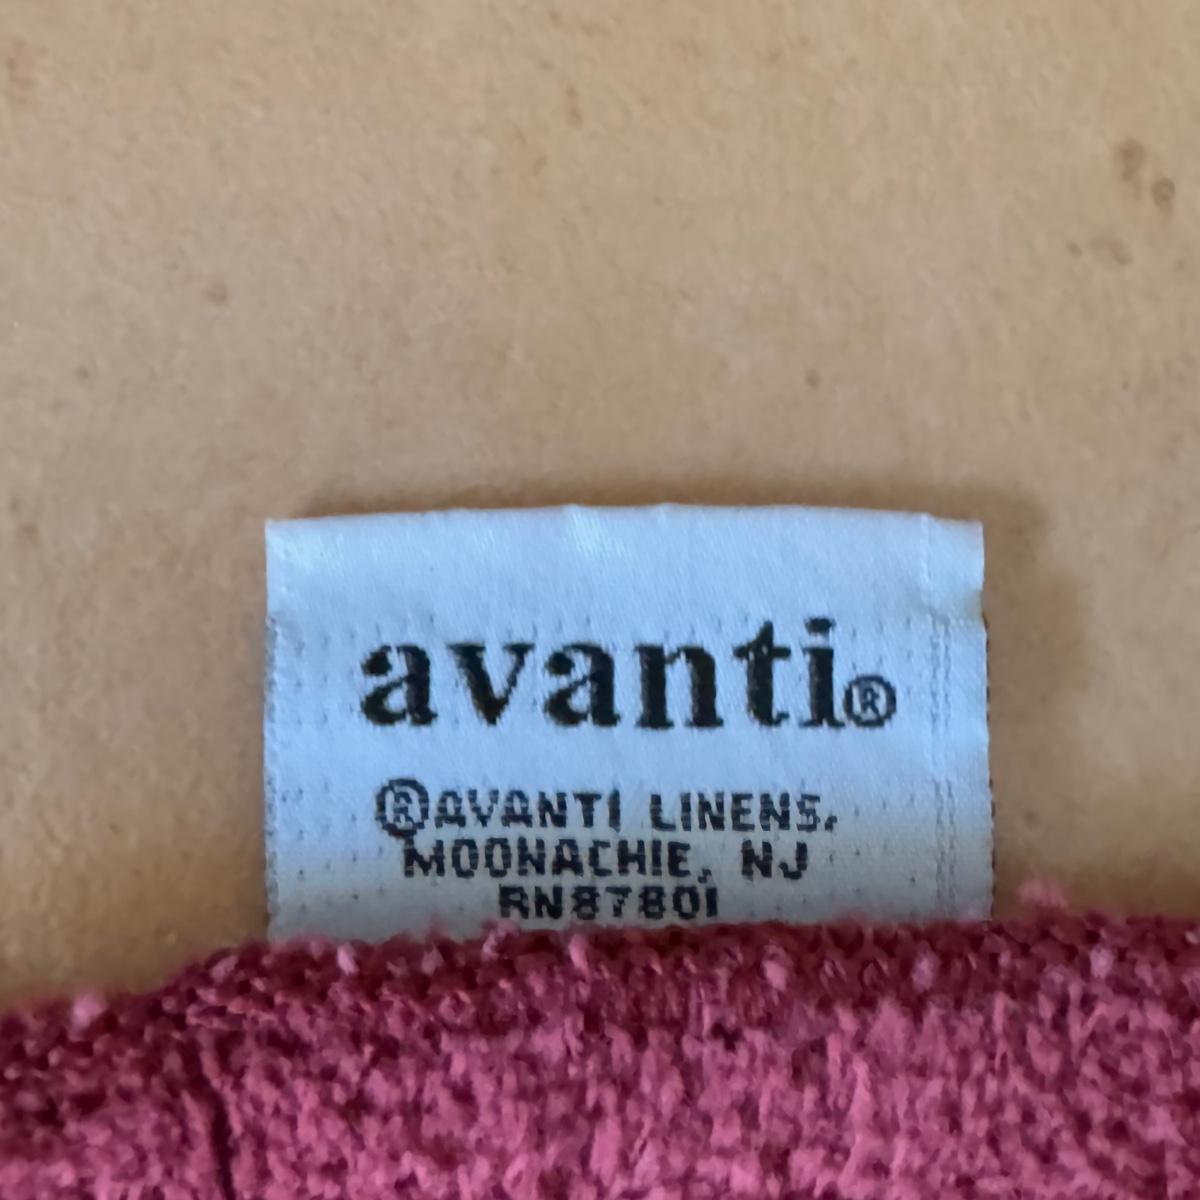 avanti®
®AVANTI LINENS.
MOONACHIE, NJ
RN87801